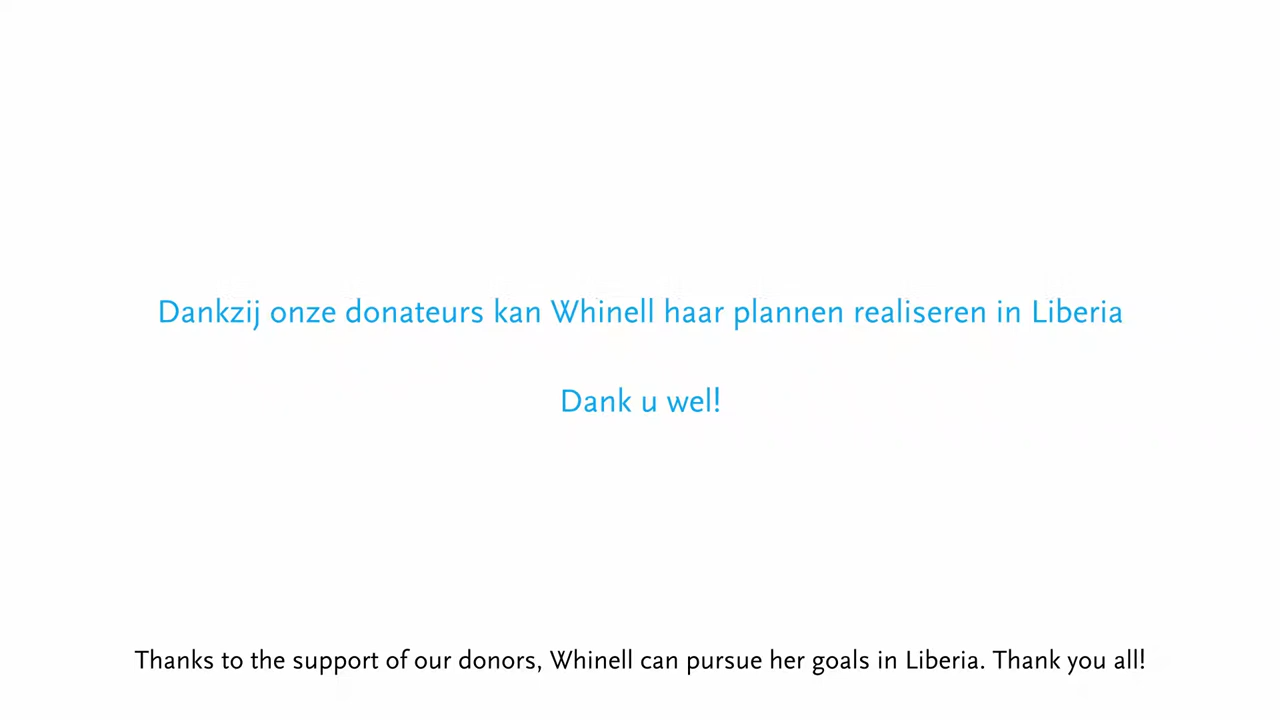 Dankzij onze donateurs kan Whinell haar plannen realiseren in Liberia
Dank u wel!
Thanks to the support of our donors, Whinell can pursue her goals in Liberia. Thank you all!